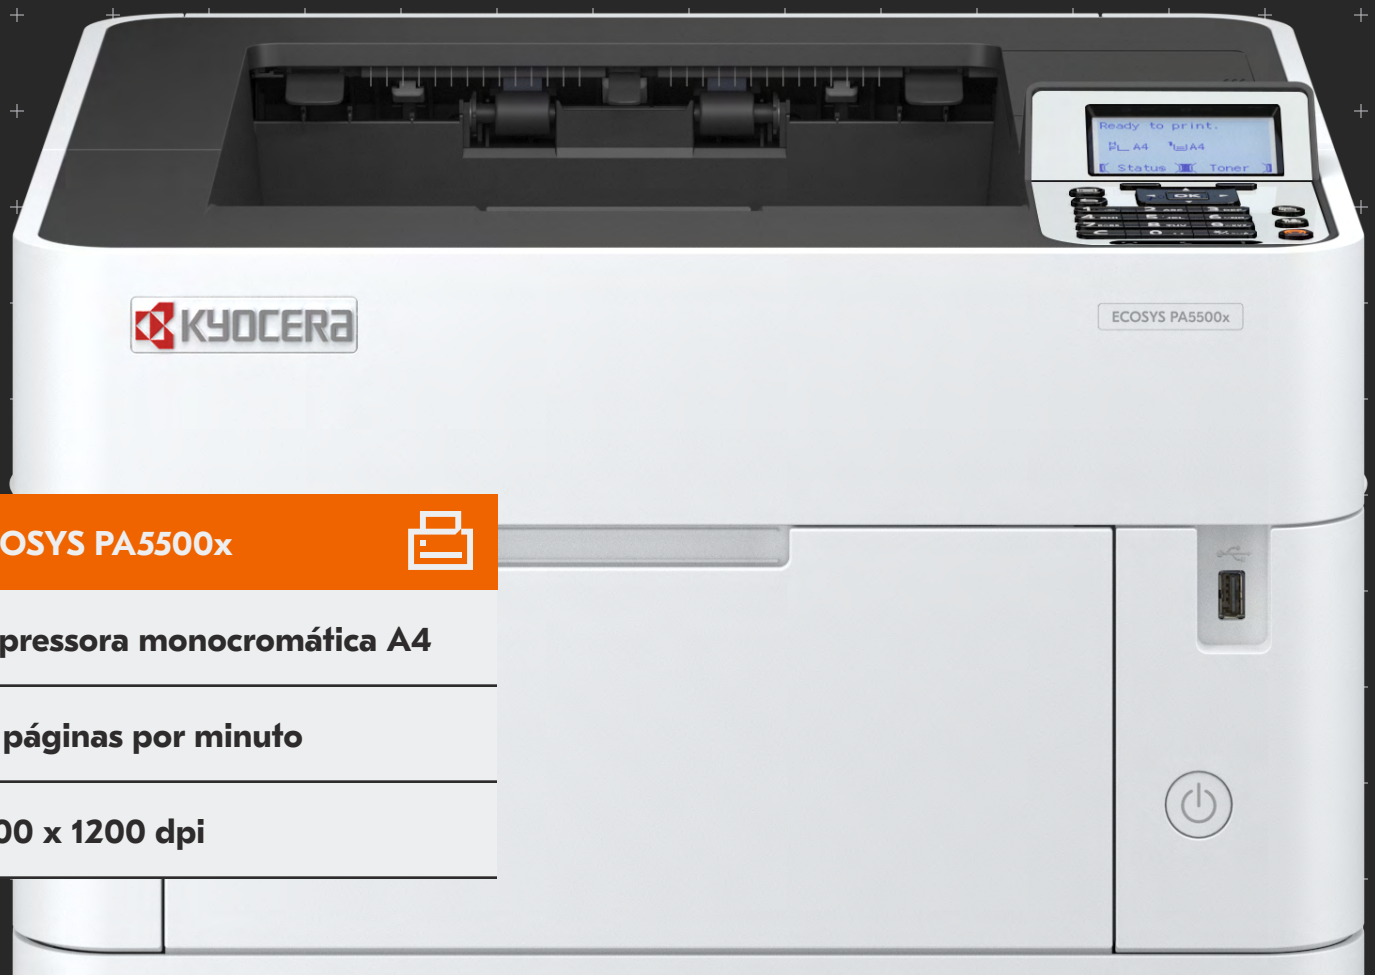 Ready to print.
A4 A4
Status Toner
OK
KYOCERA
ECOSYS PA5500x
OSYS PA5500x
pressora monocromática A4
páginas por minuto
00 x 1200 dpi